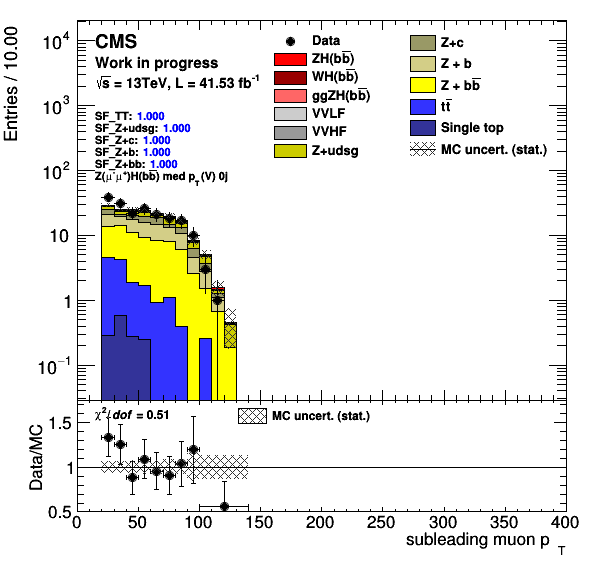 Entries / 10.00
10⁴
10³
10²
10
1
10⁻¹
CMS
Work in progress
√s = 13TeV, L = 41.53 fb⁻¹
SF_TT: 1.000
SF_Z+udsg: 1.000
SF_Z+c: 1.000
SF_Z+b: 1.000
SF_Z+bb: 1.000
Z(μ⁻μ⁺)H(bb̅) med p_T(V) 0j
Data
ZH(bb̅)
WH(bb̅)
ggZH(bb̅)
VVLF
VVHF
Z+udsg
Z+c
Z + b
Z + bb̅
tt̅
Single top
MC uncert. (stat.)
Data/MC
1.5
1
0.5
χ²/dof = 0.51
MC uncert. (stat.)
0 50 100 150 200 250 300 350 400
subleading muon p_T